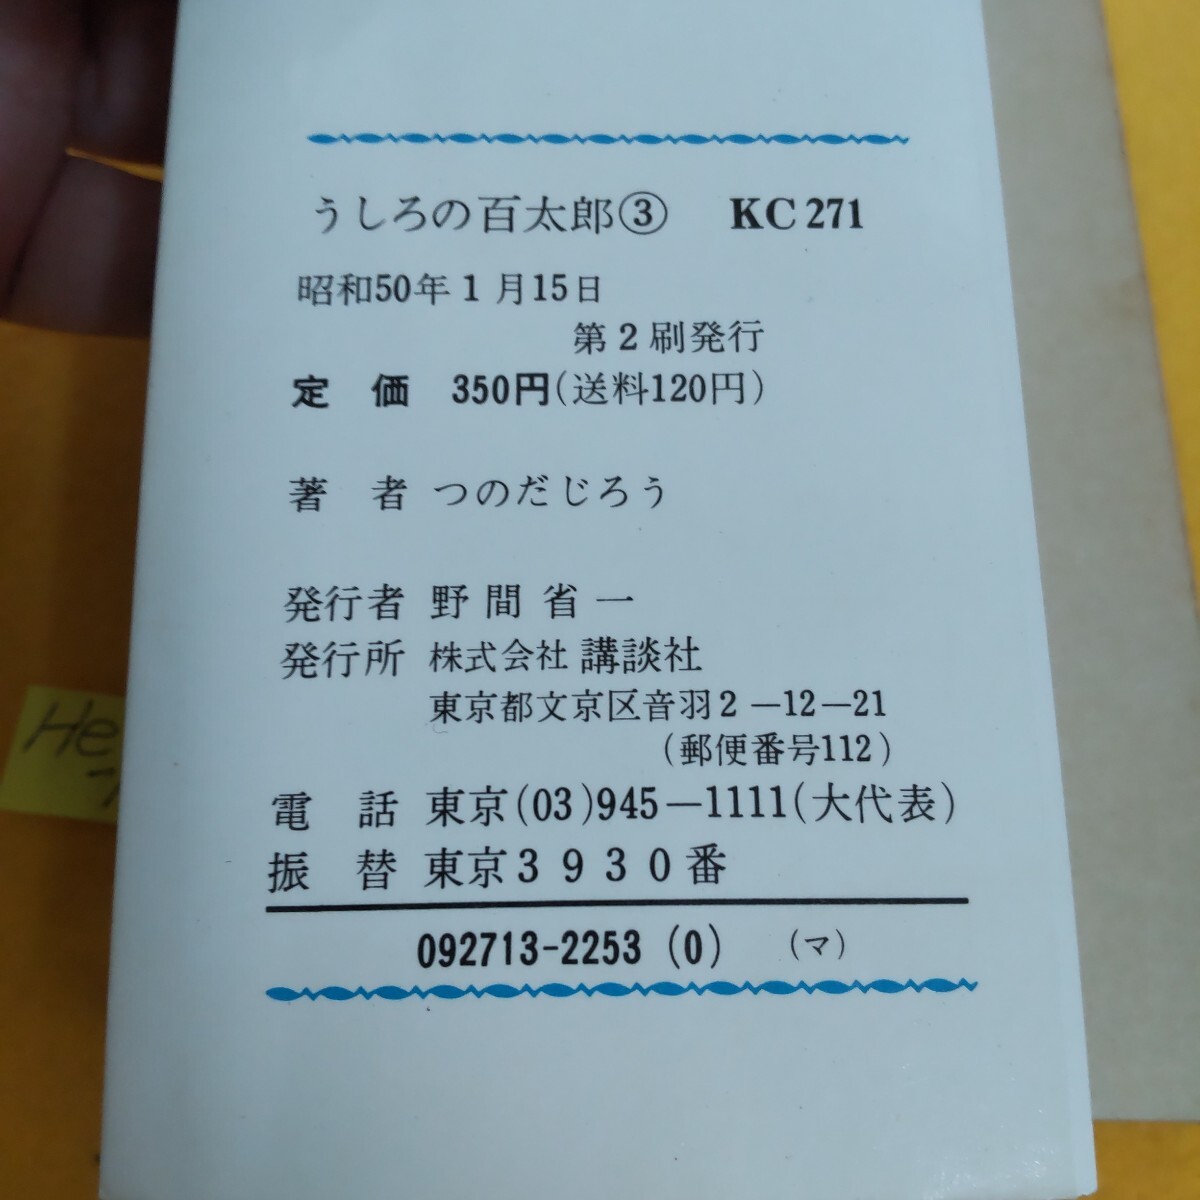 うしろの百太郎③ KC271
昭和50年1月15日
第2刷発行
定 価 350円(送料120円)
著 者 つのだじろう
発行者 野間省一
発行所 株式会社 講談社
東京都文京区音羽2－12－21
(郵便番号112)
電 話 東京(03)945－1111(大代表)
振 替 東京3930番
092713-2253 (0) (マ)
He